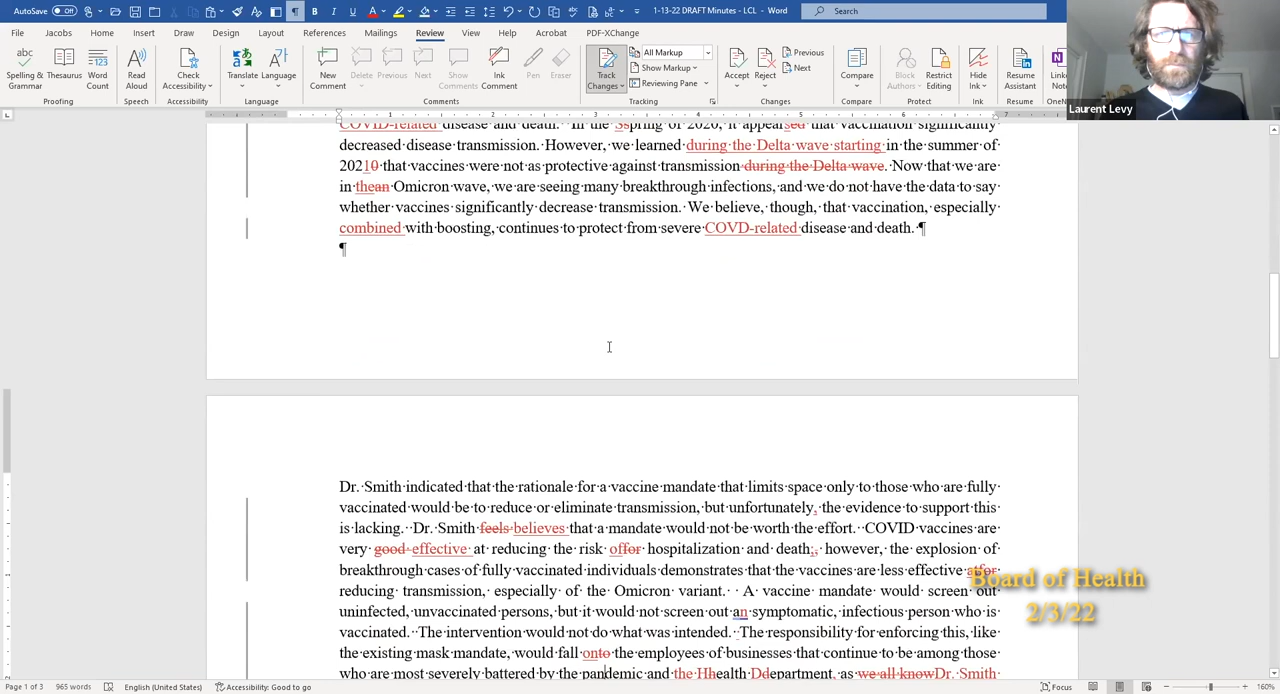 AutoSave Off 1-13-22 DRAFT Minutes - LCL - Word Search
File Jacobs Home Insert Draw Design Layout References Mailings Review View Help Acrobat PDF-XChange
Spelling & Grammar Thesaurus Word Count Read Aloud Check Accessibility Translate Language New Comment Delete Previous Next Show Comments Ink Comment Pen Eraser Track Changes All Markup Show Markup Reviewing Pane Accept Reject Previous Next Compare Block Authors Restrict Editing Hide Ink Resume Assistant
Proofing Speech Accessibility Language Comments Tracking Changes Compare Protect Ink Resume
Laurent Levy
COVID-related disease and death. In the Sspring of 2020, it appearsed that vaccination significantly
decreased disease transmission. However, we learned during the Delta wave starting in the summer of
20210 that vaccines were not as protective against transmission during the Delta wave. Now that we are
in thean Omicron wave, we are seeing many breakthrough infections, and we do not have the data to say
whether vaccines significantly decrease transmission. We believe, though, that vaccination, especially
combined with boosting, continues to protect from severe COVD-related disease and death. ¶
¶
Dr. Smith indicated that the rationale for a vaccine mandate that limits space only to those who are fully
vaccinated would be to reduce or eliminate transmission, but unfortunately, the evidence to support this
is lacking. Dr. Smith feels believes that a mandate would not be worth the effort. COVID vaccines are
very good effective at reducing the risk offor hospitalization and death;, however, the explosion of
breakthrough cases of fully vaccinated individuals demonstrates that the vaccines are less effective atfor
reducing transmission, especially of the Omicron variant. A vaccine mandate would screen out
uninfected, unvaccinated persons, but it would not screen out an symptomatic, infectious person who is
vaccinated. The intervention would not do what was intended. The responsibility for enforcing this, like
the existing mask mandate, would fall onto the employees of businesses that continue to be among those
who are most severely battered by the pandemic and the Hhealth Ddepartment, as we all knowDr. Smith
Board of Health
2/3/22
Page 1 of 3 965 words English (United States) Accessibility: Good to go Focus 160%